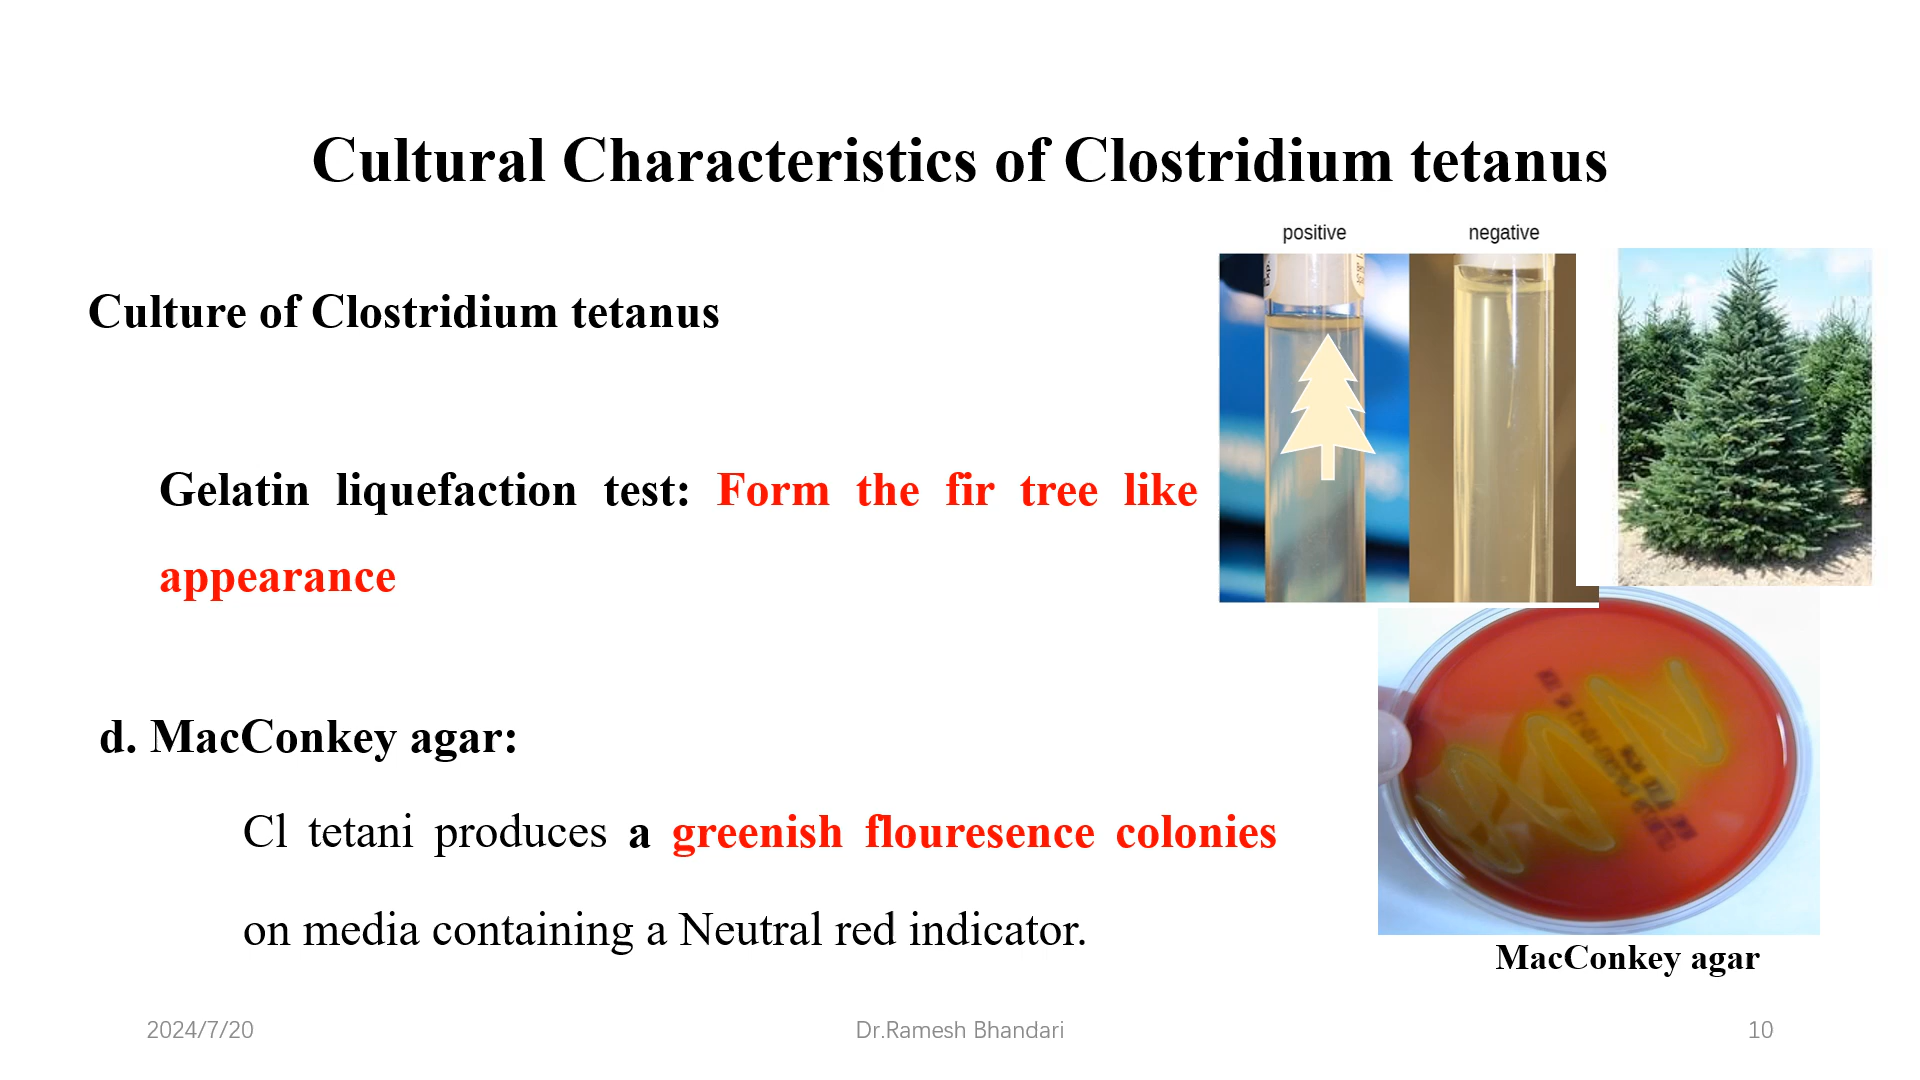 Cultural Characteristics of Clostridium tetanus
positive
negative
Culture of Clostridium tetanus
Exp.
Gelatin liquefaction test: Form the fir tree like
appearance
d. MacConkey agar:
Cl tetani produces a greenish flouresence colonies
on media containing a Neutral red indicator.
MacConkey agar
2024/7/20
Dr.Ramesh Bhandari
10